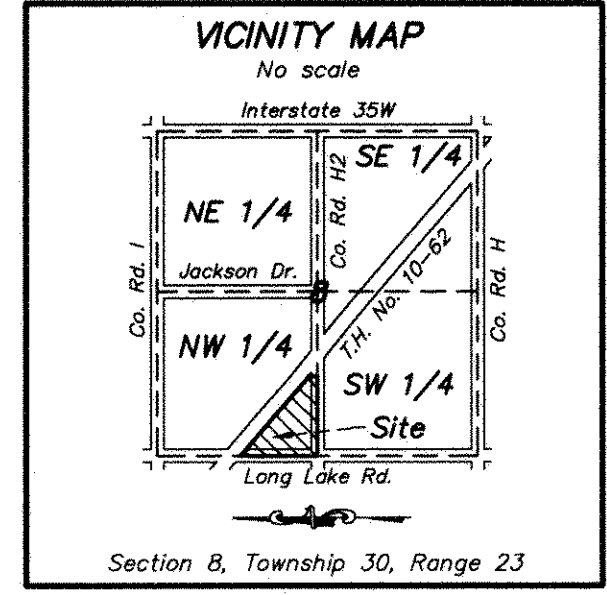 VICINITY MAP
No scale
Interstate 35W
SE 1/4
NE 1/4
Co. Rd. H2
Co. Rd. I
Jackson Dr.
8
T.H. No. 10-62
Co. Rd. H
NW 1/4
SW 1/4
Site
Long Lake Rd.
Section 8, Township 30, Range 23